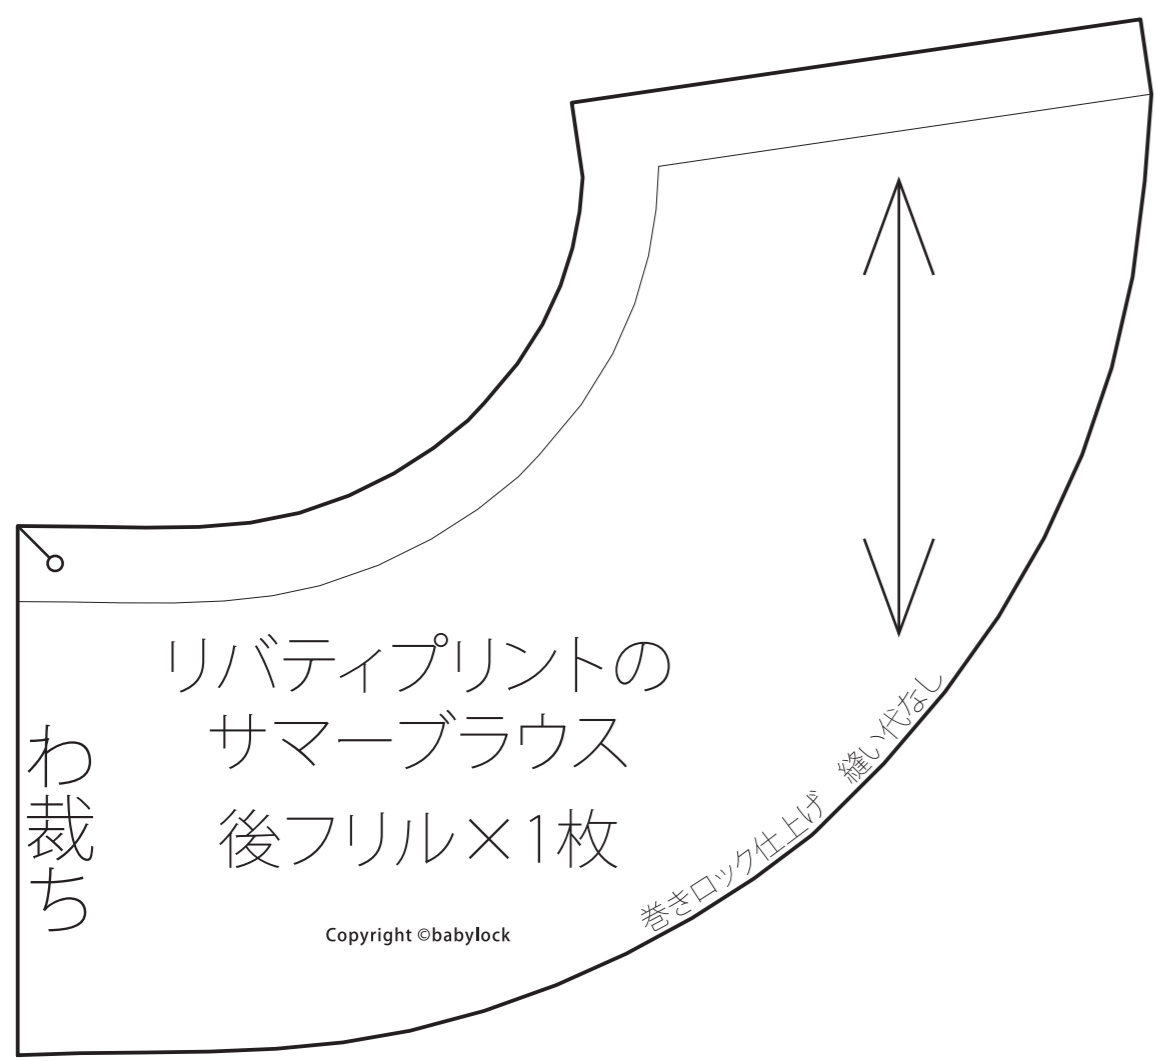 リバティプリントの
サマーブラウス
後フリル×1枚
わ裁ち
巻きロック仕上げ　縫い代なし
Copyright ©babylock